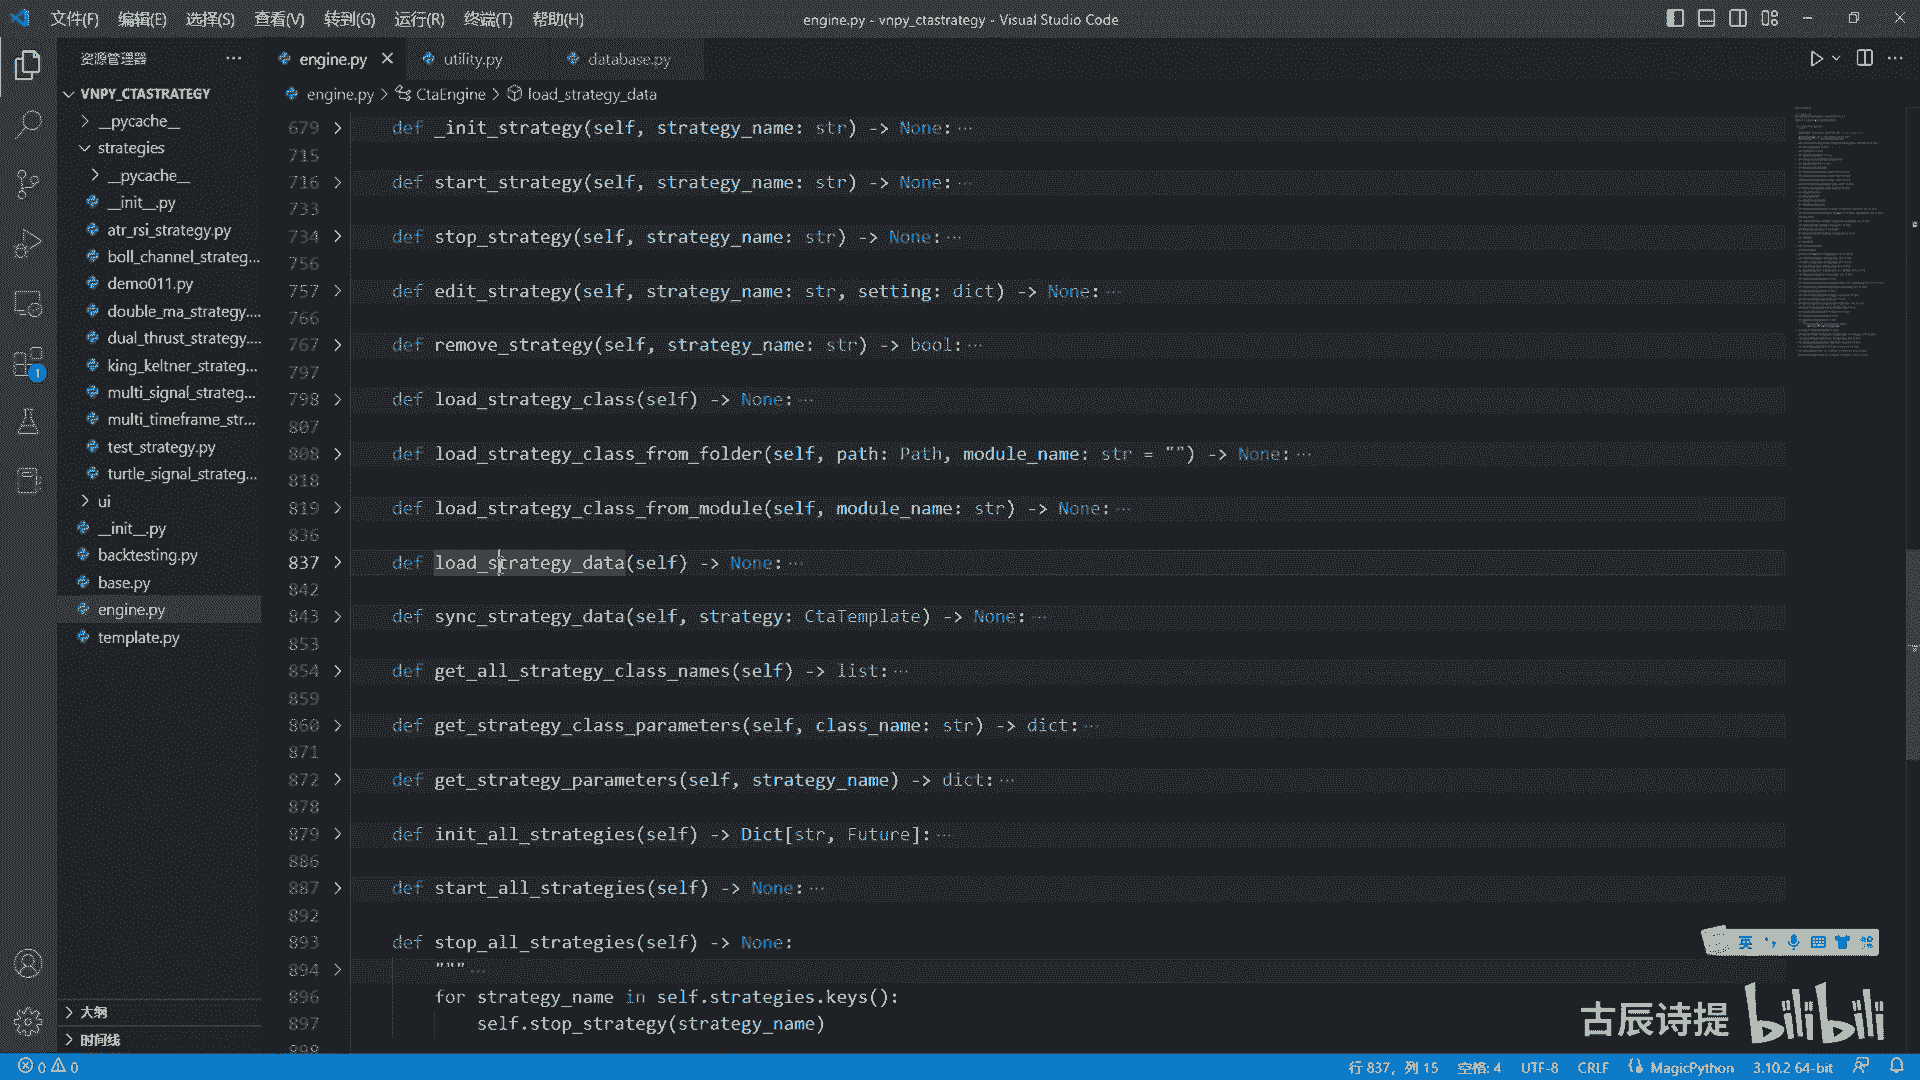 文件(F) 编辑(E) 选择(S) 查看(V) 转到(G) 运行(R) 终端(T) 帮助(H) engine.py - vnpy_ctastrategy - Visual Studio Code
资源管理器
VNPY_CTASTRATEGY
__pycache__
strategies
__pycache__
__init__.py
atr_rsi_strategy.py
boll_channel_strateg...
demo011.py
double_ma_strategy....
dual_thrust_strategy....
king_keltner_strateg...
multi_signal_strateg...
multi_timeframe_str...
test_strategy.py
turtle_signal_strateg...
ui
__init__.py
backtesting.py
base.py
engine.py
template.py
大纲
时间线
1
engine.py utility.py database.py
engine.py > CtaEngine > load_strategy_data
679 def _init_strategy(self, strategy_name: str) -> None:...
715
716 def start_strategy(self, strategy_name: str) -> None:...
733
734 def stop_strategy(self, strategy_name: str) -> None:...
756
757 def edit_strategy(self, strategy_name: str, setting: dict) -> None:...
766
767 def remove_strategy(self, strategy_name: str) -> bool:...
797
798 def load_strategy_class(self) -> None:...
807
808 def load_strategy_class_from_folder(self, path: Path, module_name: str = "") -> None:...
818
819 def load_strategy_class_from_module(self, module_name: str) -> None:...
836
837 def load_strategy_data(self) -> None:...
842
843 def sync_strategy_data(self, strategy: CtaTemplate) -> None:...
853
854 def get_all_strategy_class_names(self) -> list:...
859
860 def get_strategy_class_parameters(self, class_name: str) -> dict:...
871
872 def get_strategy_parameters(self, strategy_name) -> dict:...
878
879 def init_all_strategies(self) -> Dict[str, Future]:...
886
887 def start_all_strategies(self) -> None:...
892
893 def stop_all_strategies(self) -> None:
894 """...
896 for strategy_name in self.strategies.keys():
897 self.stop_strategy(strategy_name)
898
英
古辰诗提 bilibili
0 0 行 837, 列 15 空格: 4 UTF-8 CRLF MagicPython 3.10.2 64-bit